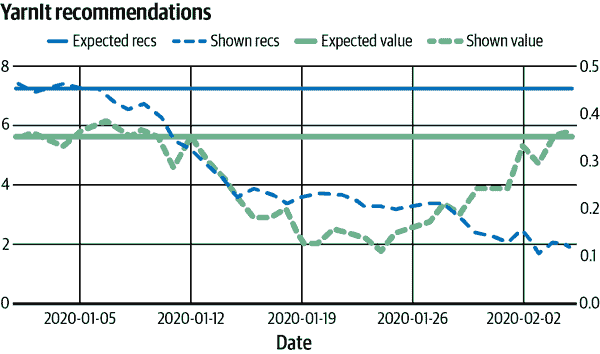 YarnIt recommendations
Expected recs Shown recs Expected value Shown value
8 0.5
0.4
6
0.3
4
0.2
2
0.1
0 0.0
2020-01-05 2020-01-12 2020-01-19 2020-01-26 2020-02-02
Date